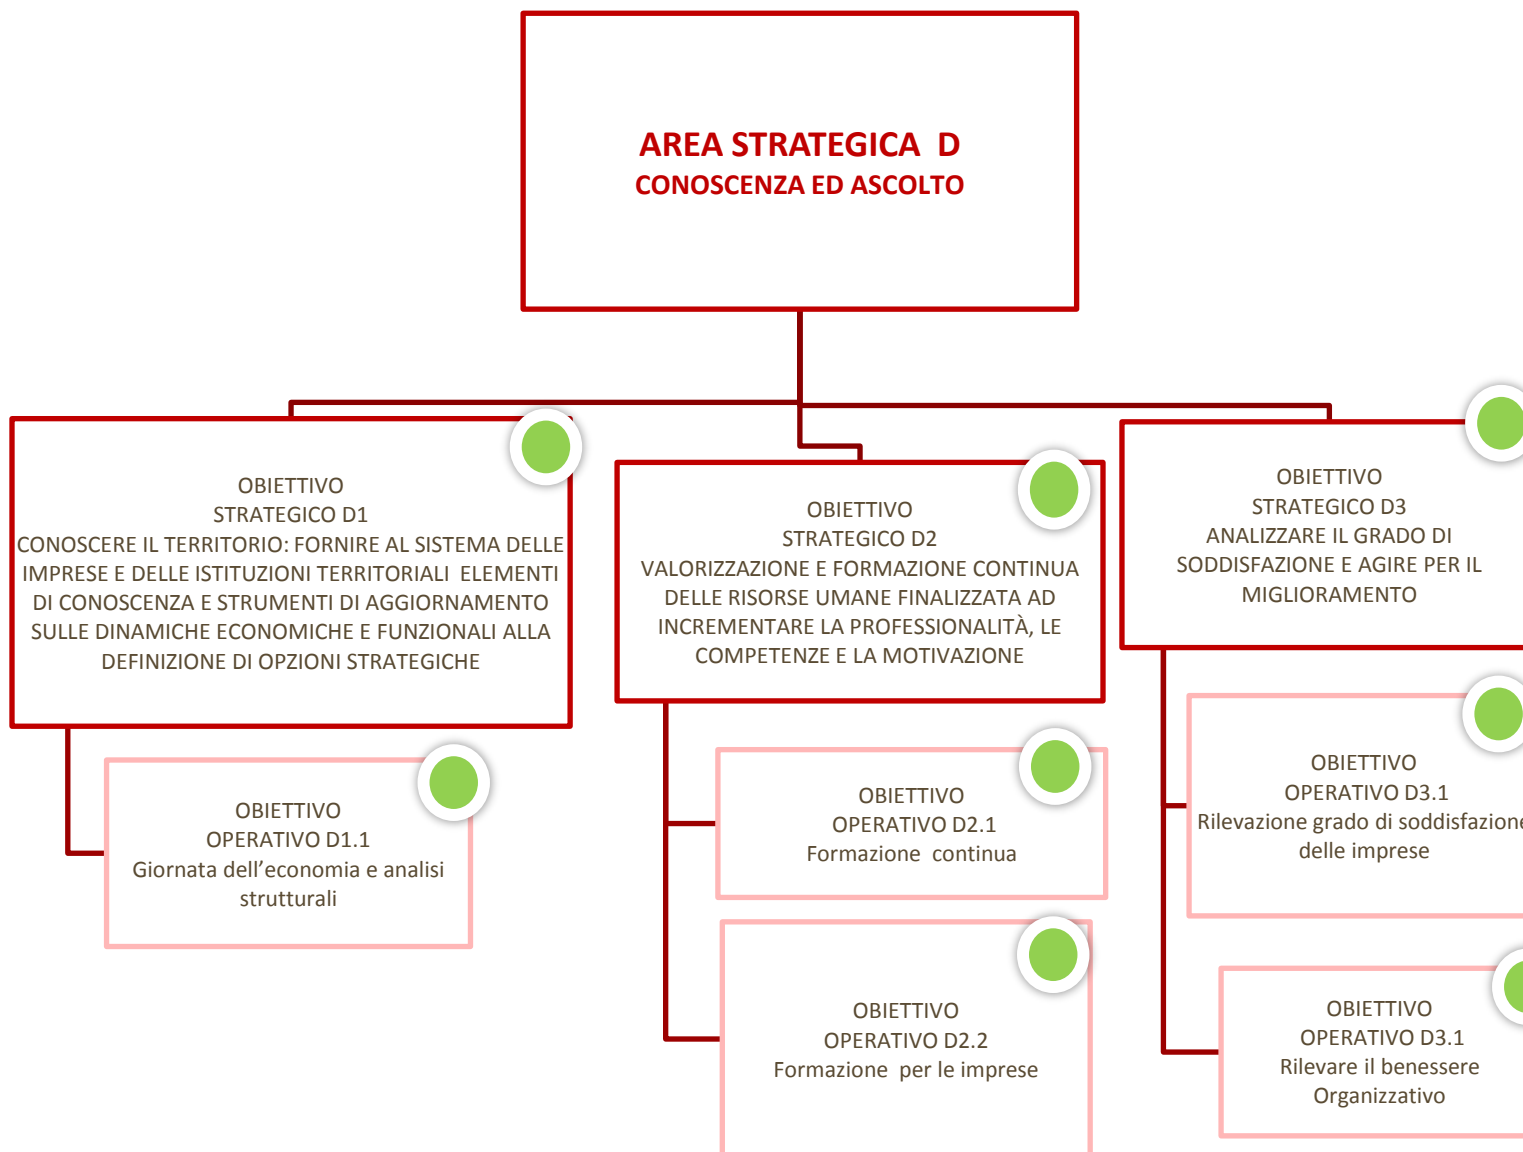 AREA STRATEGICA D
CONOSCENZA ED ASCOLTO
OBIETTIVO
STRATEGICO D1
CONOSCERE IL TERRITORIO: FORNIRE AL SISTEMA DELLE
IMPRESE E DELLE ISTITUZIONI TERRITORIALI ELEMENTI
DI CONOSCENZA E STRUMENTI DI AGGIORNAMENTO
SULLE DINAMICHE ECONOMICHE E FUNZIONALI ALLA
DEFINIZIONE DI OPZIONI STRATEGICHE
OBIETTIVO
OPERATIVO D1.1
Giornata dell’economia e analisi
strutturali
OBIETTIVO
STRATEGICO D2
VALORIZZAZIONE E FORMAZIONE CONTINUA
DELLE RISORSE UMANE FINALIZZATA AD
INCREMENTARE LA PROFESSIONALITÀ, LE
COMPETENZE E LA MOTIVAZIONE
OBIETTIVO
OPERATIVO D2.1
Formazione continua
OBIETTIVO
OPERATIVO D2.2
Formazione per le imprese
OBIETTIVO
STRATEGICO D3
ANALIZZARE IL GRADO DI
SODDISFAZIONE E AGIRE PER IL
MIGLIORAMENTO
OBIETTIVO
OPERATIVO D3.1
Rilevazione grado di soddisfazione
delle imprese
OBIETTIVO
OPERATIVO D3.1
Rilevare il benessere
Organizzativo